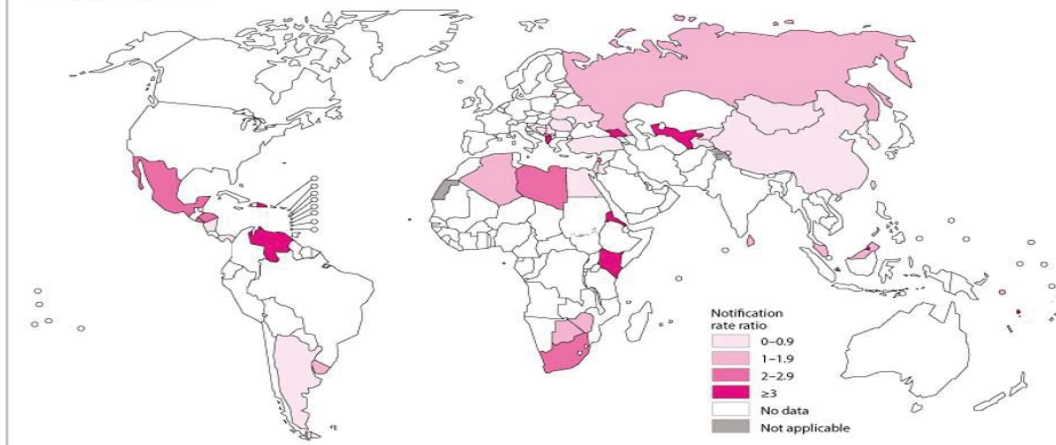 Notification
rate ratio
0–0.9
1–1.9
2–2.9
≥3
No data
Not applicable